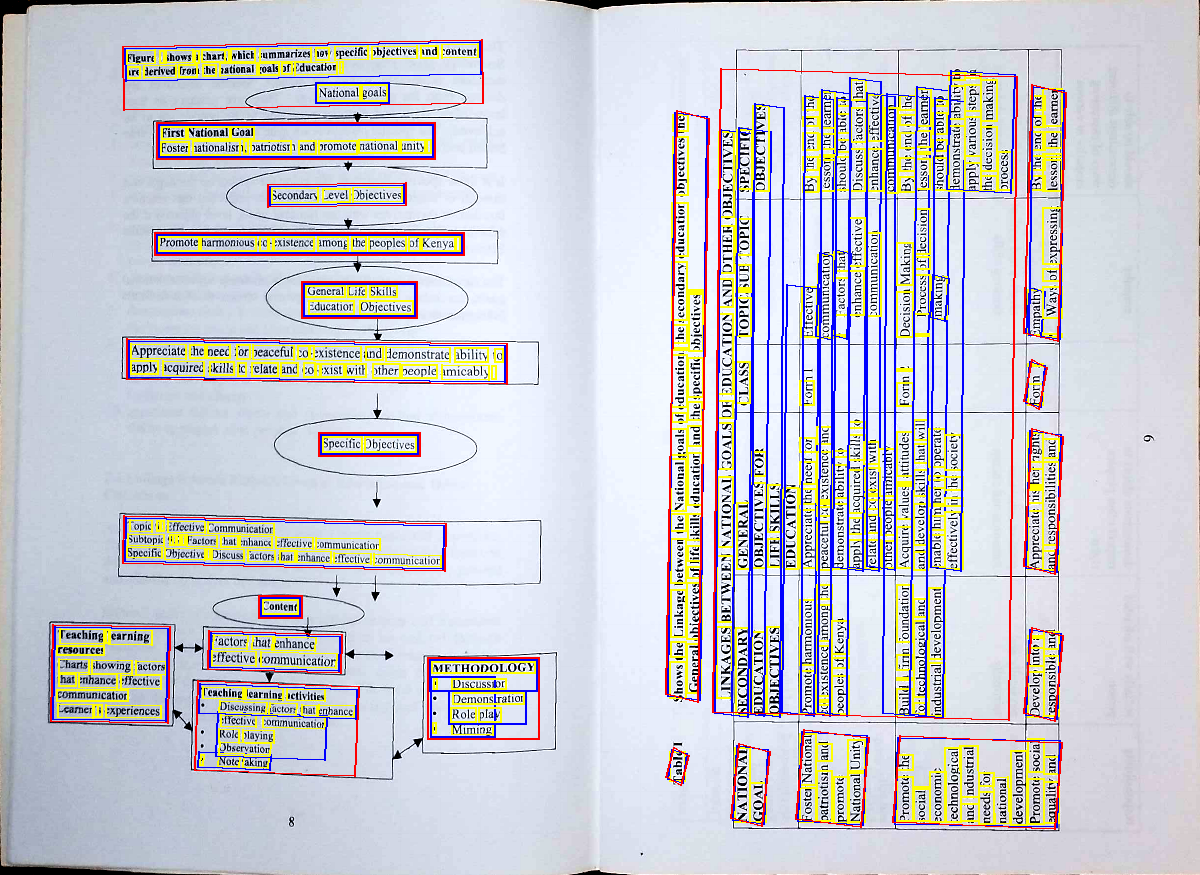 Figure 1 shows a chart, which summarizes how specific objectives and content
are derived from the national goals of Education
National goals
First National Goal
Foster nationalism, patriotism and promote national unity
Secondary Level Objectives
Promote harmonious co-existence among the peoples of Kenya
General Life Skills
Education Objectives
Appreciate the need for peaceful co-existence and demonstrate ability to
apply acquired skills to relate and co-exist with other people amicably
Specific Objectives
Topic Effective Communication
Subtopic Factors that enhance effective communication
Specific Objective Discuss factors that enhance effective communication
Content
Factors that enhance
effective communication
Teaching learning
resources
Charts showing factors
that enhance effective
communication
Learner's experiences
Teaching learning activities
• Discussing factors that enhance
effective communication
• Role playing
• Observation
Note taking
METHODOLOGY
• Discussion
• Demonstration
• Role play
• Miming
8
Table 1
Shows the Linkage between the National goals of education, the secondary education objectives, the
General objectives of life skills education and the specific objectives
LINKAGES BETWEEN NATIONAL GOALS OF EDUCATION AND OTHER OBJECTIVES
NATIONAL
GOAL
SECONDARY
EDUCATION
OBJECTIVES
GENERAL
OBJECTIVES FOR
LIFE SKILLS
EDUCATION
CLASS
TOPIC SUB TOPIC
SPECIFIC
OBJECTIVES
Foster National
patriotism and
promote
National Unity
Promote harmonious
co-existence among the
peoples of Kenya
Appreciate the need for
peaceful co-existence and
demonstrate ability to
apply the acquired skills to
relate and co-exist with
other people amicably
Form 1
Effective
communication
Factors that
enhance effective
communication
By the end of the
lesson, the learner
should be able to
Discuss factors that
enhance effective
communication
Promote the
social
economic
technological
and industrial
needs for
national
development
Build a firm foundation
for technological and
industrial development
Acquire values attitudes
and develop skills that will
enable him her to operate
effectively in the society
Form
Decision Making
Process of decision
making
By the end of the
lesson, the learner
should be able to
demonstrate ability to
apply various steps
the decision making
process
Promote social
equality and
Develop into a
responsible and
Appreciate his her rights
and responsibilities and
Form
Empathy
Ways of expressing
By the end of the
lesson, the learner
9